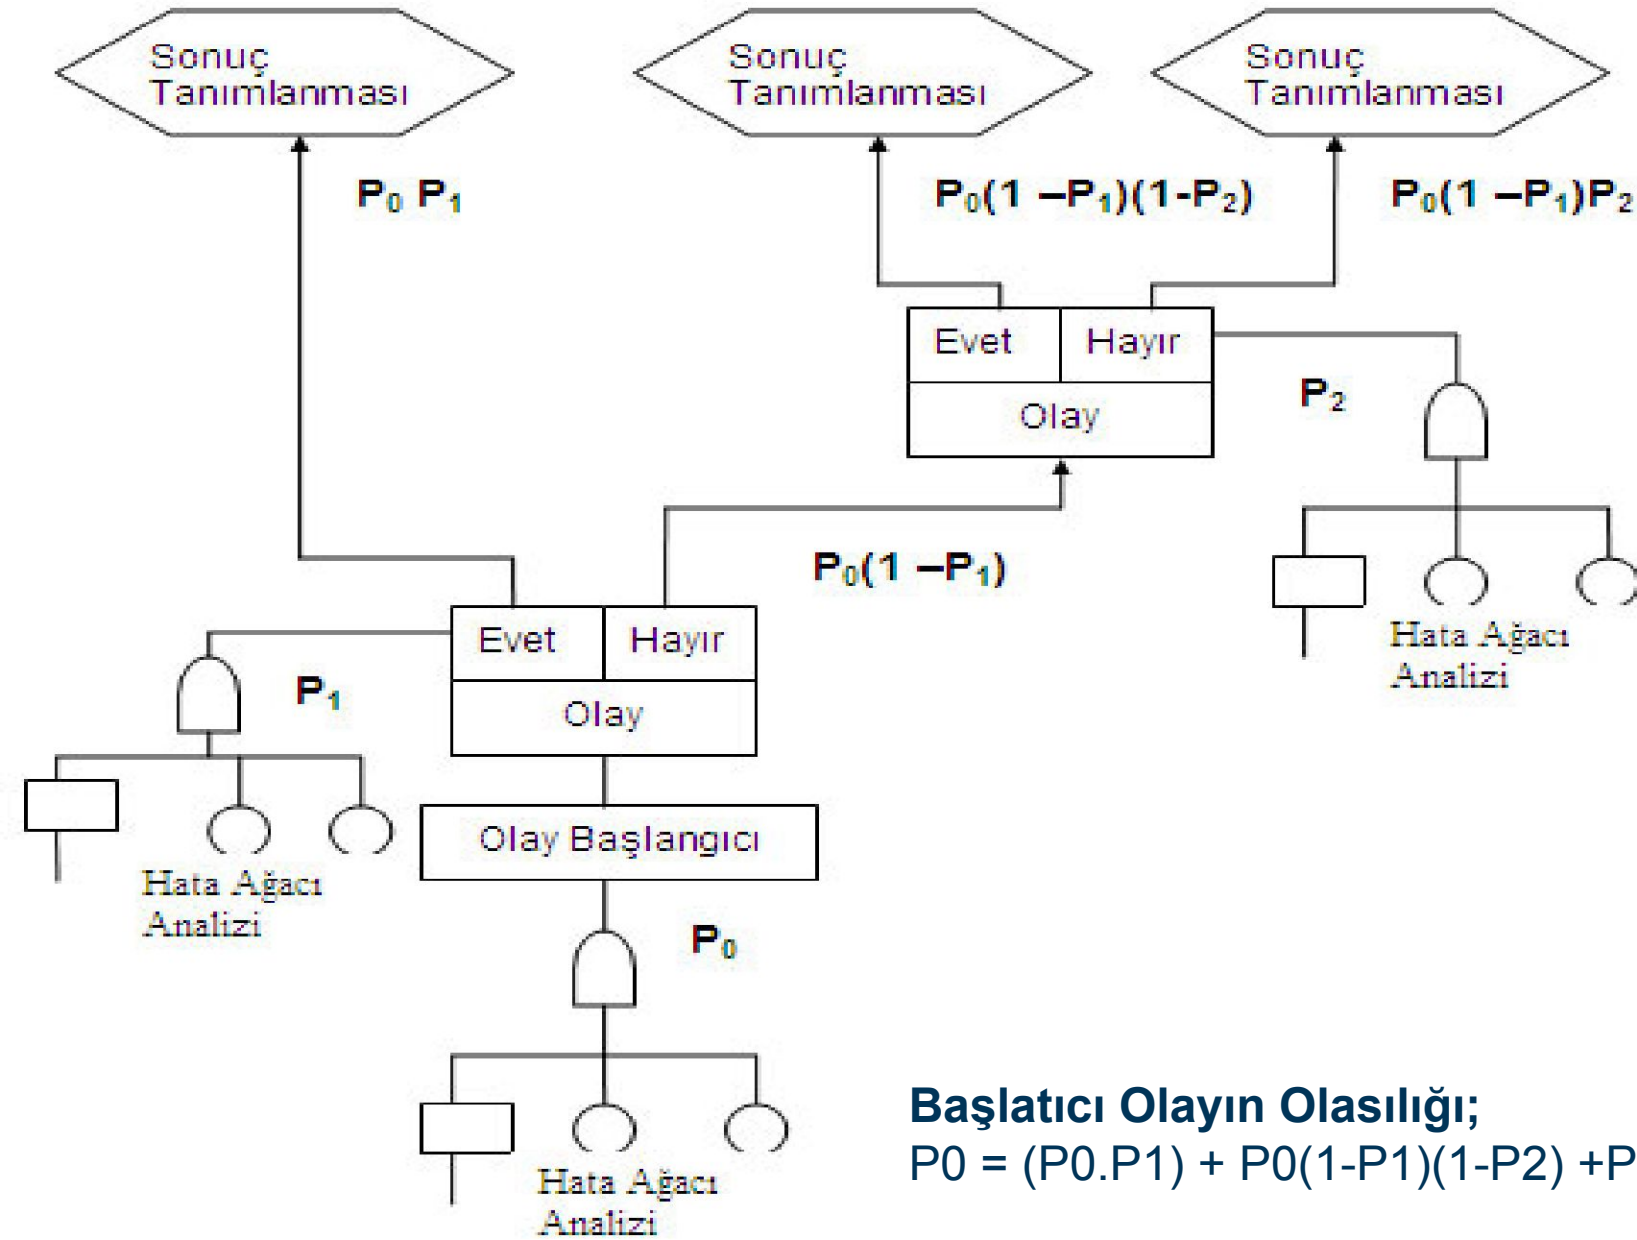 Sonuç
Tanımlanması
Sonuç
Tanımlanması
Sonuç
Tanımlanması
P₀ P₁
P₀(1 –P₁)(1-P₂)
P₀(1 –P₁)P₂
Evet
Hayır
Olay
P₂
P₀(1 –P₁)
Hata Ağacı
Analizi
Evet
Hayır
Olay
P₁
Olay Başlangıcı
Hata Ağacı
Analizi
P₀
Hata Ağacı
Analizi
Başlatıcı Olayın Olasılığı;
P0 = (P0.P1) + P0(1-P1)(1-P2) +P